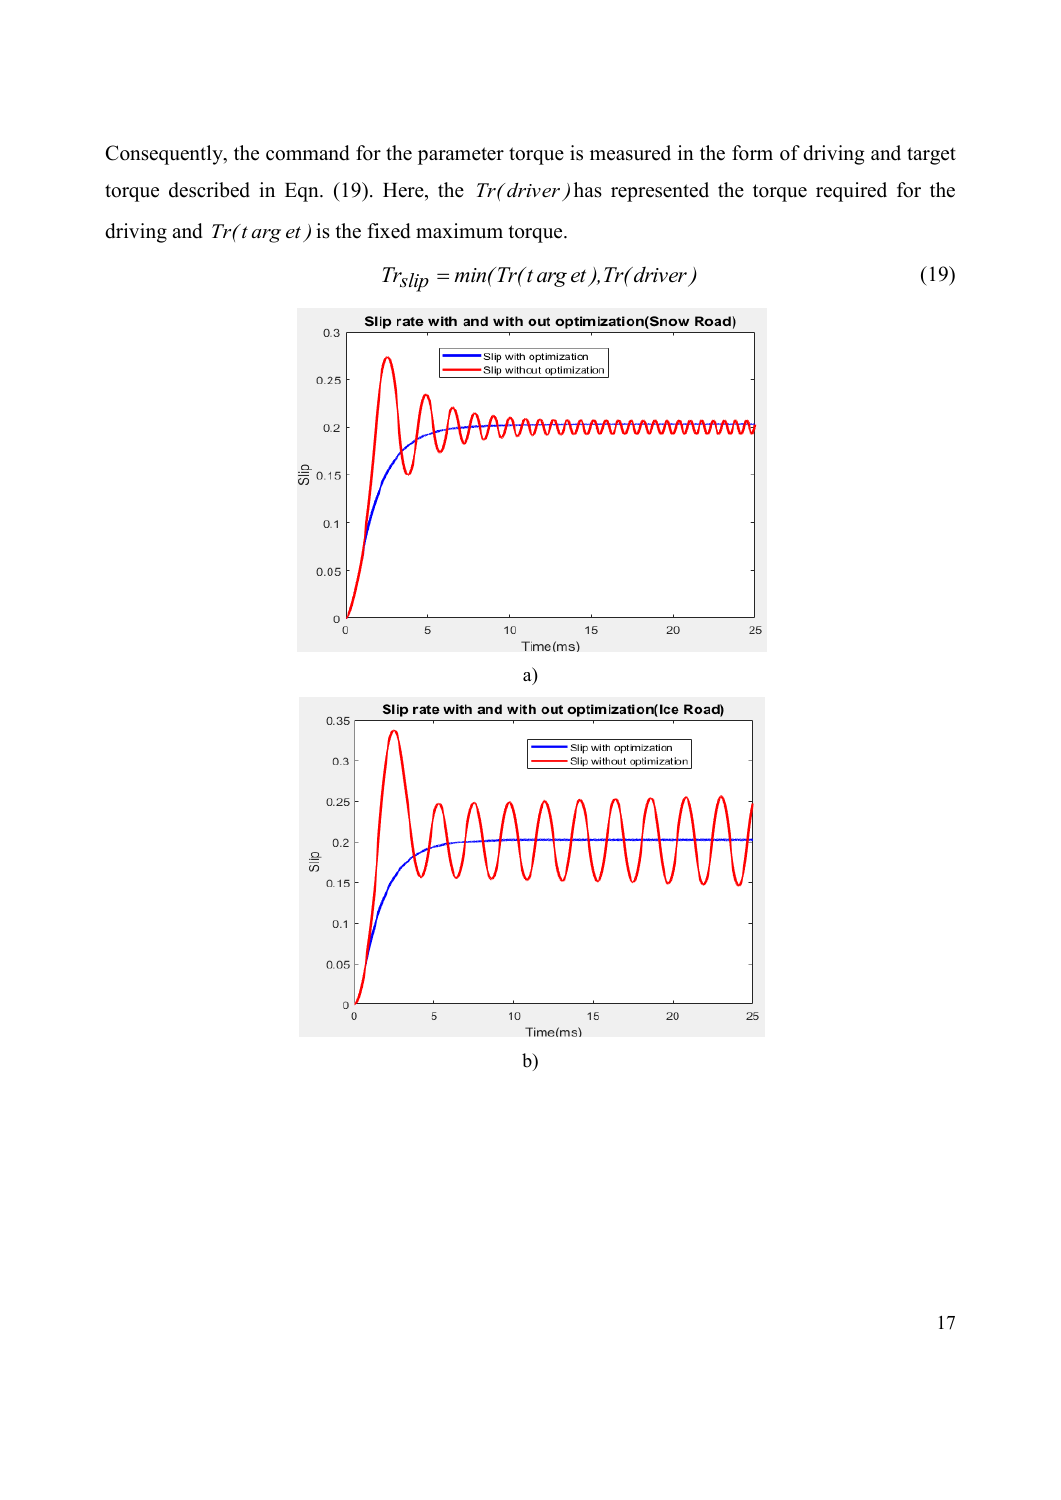 Consequently, the command for the parameter torque is measured in the form of driving and target
torque described in Eqn. (19). Here, the Tr(driver) has represented the torque required for the
driving and Tr(t arg et) is the fixed maximum torque.
Tr_slip = min(Tr(t arg et),Tr(driver) (19)
Slip rate with and with out optimization(Snow Road)
0.3
Slip with optimization
Slip without optimization
0.25
0.2
Slip
0.15
0.1
0.05
0
0 5 10 15 20 25
Time(ms)
a)
Slip rate with and with out optimization(Ice Road)
0.35
Slip with optimization
Slip without optimization
0.3
0.25
0.2
Slip
0.15
0.1
0.05
0
0 5 10 15 20 25
Time(ms)
b)
17